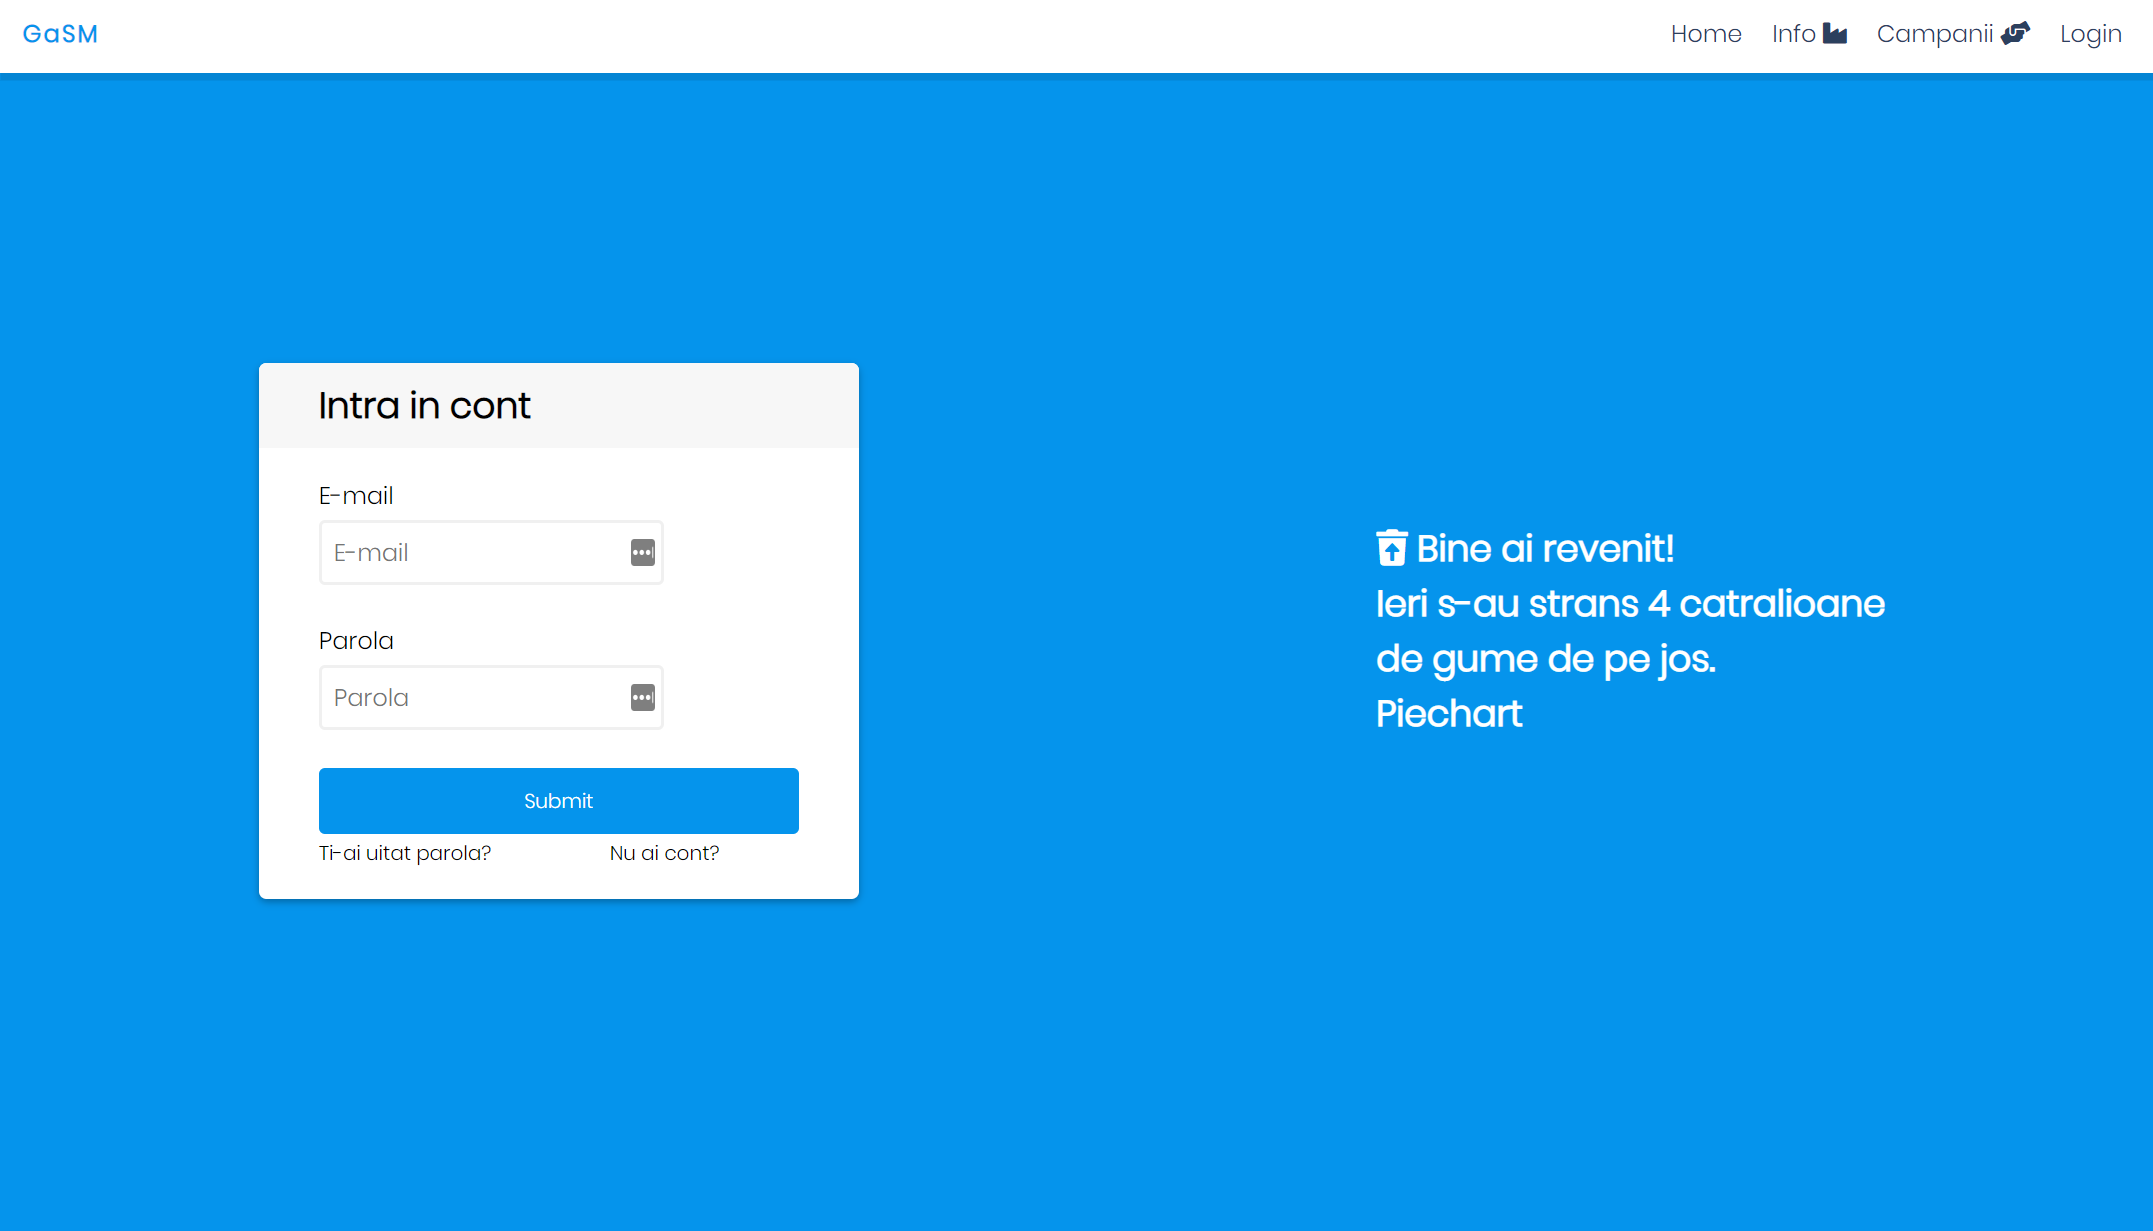 GaSM
Home Info Campanii Login
Intra in cont
E-mail
E-mail
Parola
Parola
Submit
Ti-ai uitat parola? Nu ai cont?
Bine ai revenit!
Ieri s-au strans 4 catralioane
de gume de pe jos.
Piechart